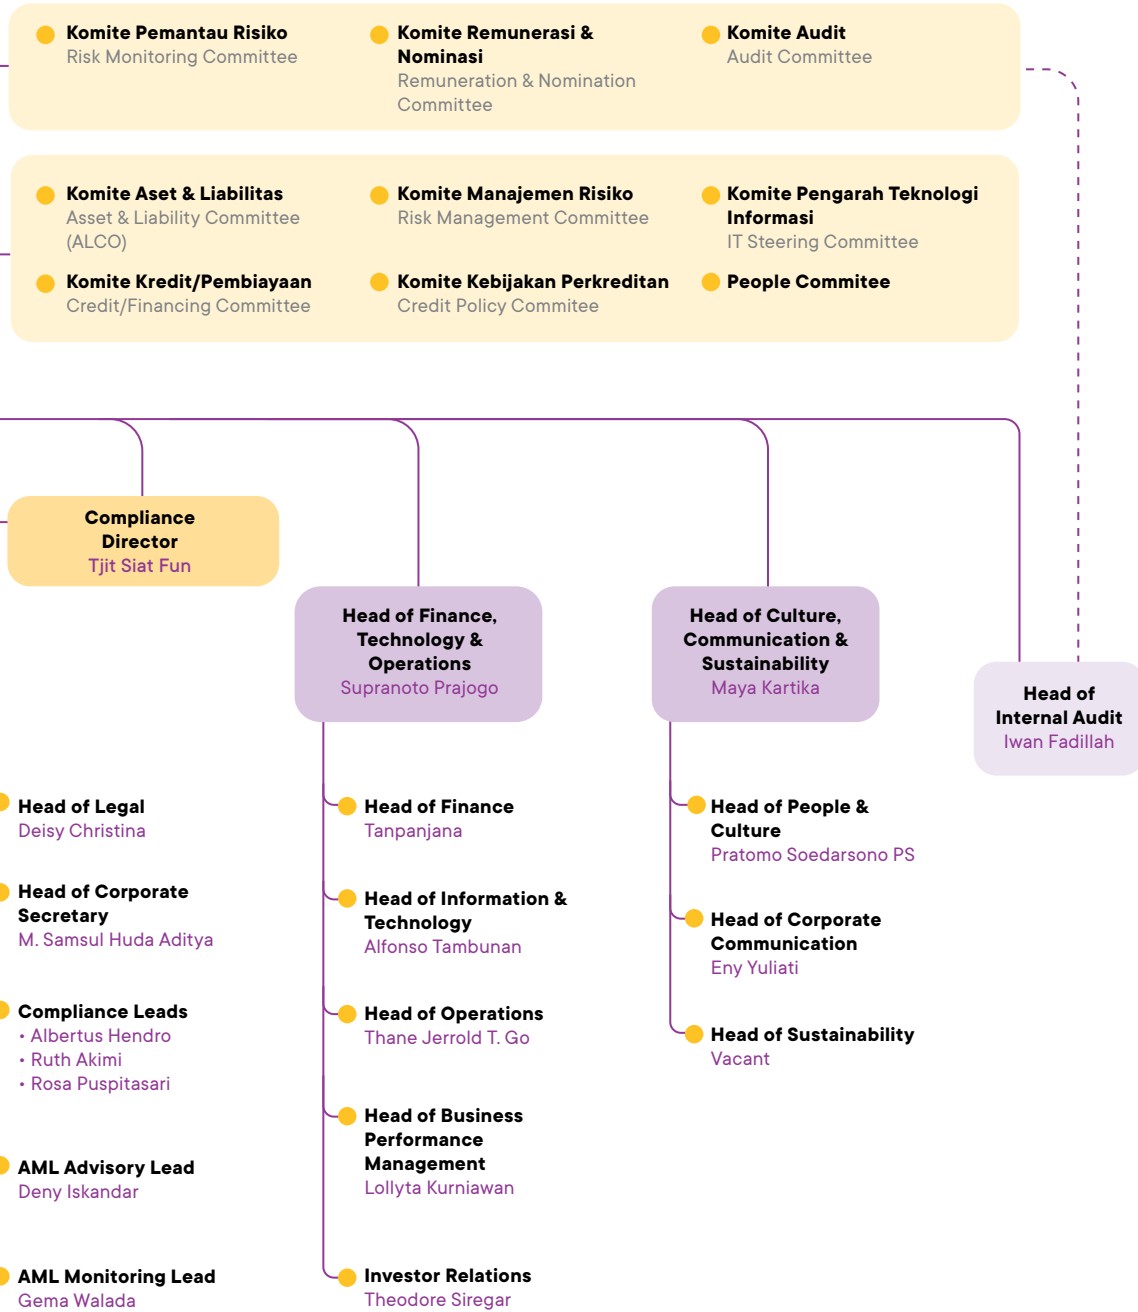 Komite Pemantau Risiko
Risk Monitoring Committee
Komite Remunerasi &
Nominasi
Remuneration & Nomination
Committee
Komite Audit
Audit Committee
Komite Aset & Liabilitas
Asset & Liability Committee
(ALCO)
Komite Manajemen Risiko
Risk Management Committee
Komite Pengarah Teknologi
Informasi
IT Steering Committee
Komite Kredit/Pembiayaan
Credit/Financing Committee
Komite Kebijakan Perkreditan
Credit Policy Commitee
People Commitee
Compliance
Director
Tjit Siat Fun
Head of Legal
Deisy Christina
Head of Corporate
Secretary
M. Samsul Huda Aditya
Compliance Leads
• Albertus Hendro
• Ruth Akimi
• Rosa Puspitasari
AML Advisory Lead
Deny Iskandar
AML Monitoring Lead
Gema Walada
Head of Finance,
Technology &
Operations
Supranoto Prajogo
Head of Finance
Tanpanjana
Head of Information &
Technology
Alfonso Tambunan
Head of Operations
Thane Jerrold T. Go
Head of Business
Performance
Management
Lollyta Kurniawan
Investor Relations
Theodore Siregar
Head of Culture,
Communication &
Sustainability
Maya Kartika
Head of People &
Culture
Pratomo Soedarsono PS
Head of Corporate
Communication
Eny Yuliati
Head of Sustainability
Vacant
Head of
Internal Audit
Iwan Fadillah